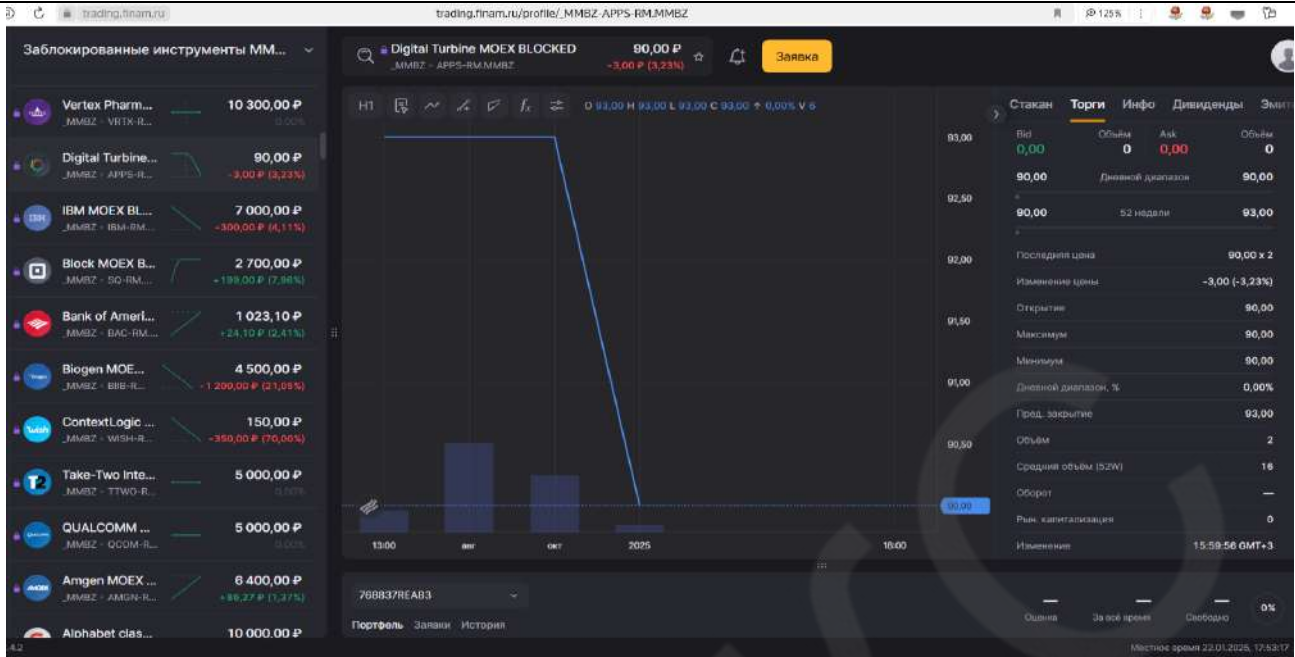 trading.finam.ru
trading.finam.ru/profile/_MMBZ-APPS-RM.MMBZ
125%
Заблокированные инструменты ММ...
Digital Turbine MOEX BLOCKED
90,00 ₽
_MMBZ - APPS-RM.MMBZ
-3,00 ₽ (3,23%)
Заявка
Vertex Pharm...
10 300,00 ₽
_MMBZ - VRTX-R...
0,00%
Digital Turbine...
90,00 ₽
_MMBZ - APPS-R...
-3,00 ₽ (3,23%)
IBM MOEX BL...
7 000,00 ₽
_MMBZ - IBM-RM...
-300,00 ₽ (4,11%)
Block MOEX B...
2 700,00 ₽
_MMBZ - SQ-RM...
+199,00 ₽ (7,96%)
Bank of Ameri...
1 023,10 ₽
_MMBZ - BAC-RM...
+24,10 ₽ (2,41%)
Biogen MOE...
4 500,00 ₽
_MMBZ - BIIB-R...
-1 200,00 ₽ (21,05%)
ContextLogic ...
150,00 ₽
_MMBZ - WISH-R...
-350,00 ₽ (70,00%)
Take-Two Inte...
5 000,00 ₽
_MMBZ - TTWO-R...
0,00%
QUALCOMM ...
5 000,00 ₽
_MMBZ - QCOM-R...
0,00%
Amgen MOEX ...
6 400,00 ₽
_MMBZ - AMGN-R...
+86,27 ₽ (1,37%)
Alphabet clas...
10 000,00 ₽
H1
O 93,00 H 93,00 L 93,00 C 93,00 ↑ 0,00% V 6
93,00
92,50
92,00
91,50
91,00
90,50
90,00
13:00 авг окт 2025 18:00
Стакан Торги Инфо Дивиденды Эмит
Bid Объём Ask Объём
0,00 0 0,00 0
90,00 Дневной диапазон 90,00
90,00 52 недели 93,00
Последняя цена 90,00 x 2
Изменение цены -3,00 (-3,23%)
Открытие 90,00
Максимум 90,00
Минимум 90,00
Дневной диапазон, % 0,00%
Пред. закрытие 93,00
Объём 2
Средний объём (52W) 16
Оборот —
Рын. капитализация 0
Изменение 15:59:56 GMT+3
768837REAB3
Портфель Заявки История
— — — 0%
Оценка За всё время Свободно
4.2
Местное время 22.01.2025, 17:53:17